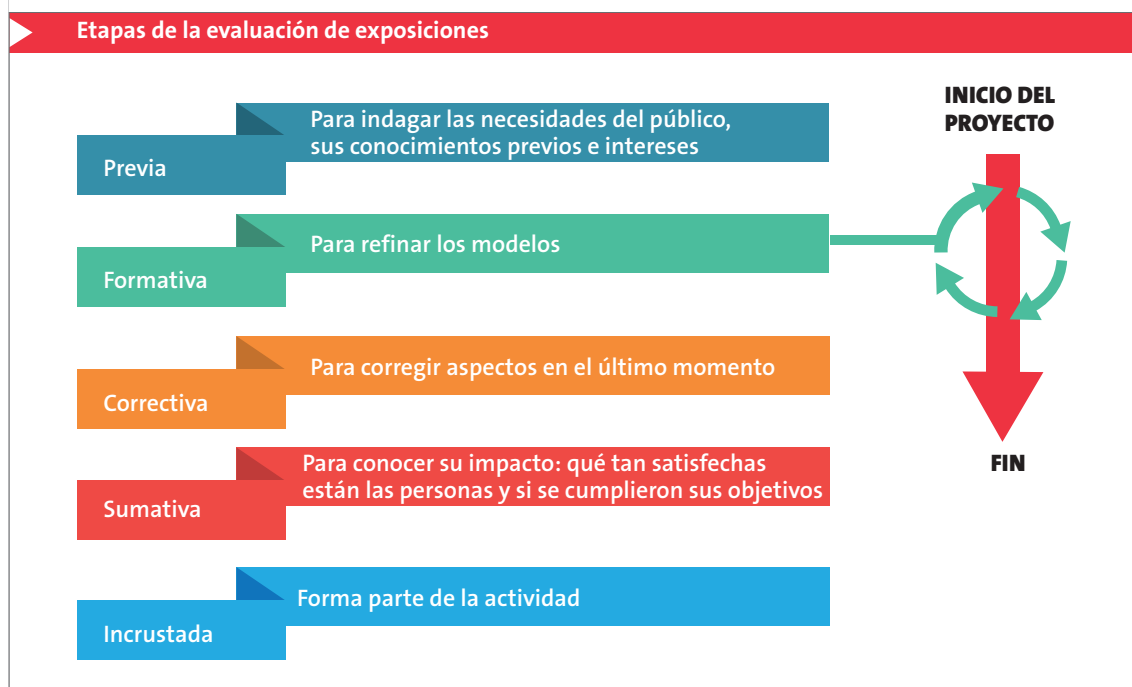 Etapas de la evaluación de exposiciones
Previa
Para indagar las necesidades del público,
sus conocimientos previos e intereses
Formativa
Para refinar los modelos
Correctiva
Para corregir aspectos en el último momento
Sumativa
Para conocer su impacto: qué tan satisfechas
están las personas y si se cumplieron sus objetivos
Incrustada
Forma parte de la actividad
INICIO DEL
PROYECTO
FIN